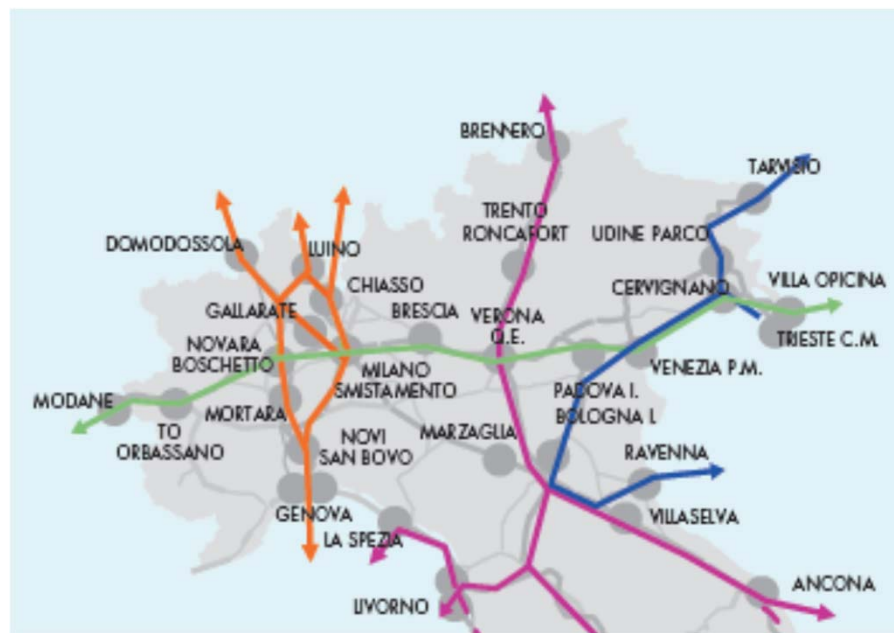 BRENNERO
TARVISIO
TRENTO
RONCAFORT
UDINE PARCO
DOMODOSSOLA
LUINO
CHIASSO
CERVIGNANO
VILLA OPICINA
GALLARATE
BRESCIA
VERONA
Q.E.
TRIESTE C.M.
NOVARA
BOSCHETTO
MILANO
SMISTAMENTO
VENEZIA P.M.
PADOVA I.
MODANE
MORTARA
BOLOGNA I.
TO
ORBASSANO
NOVI
SAN BOVO
MARZAGLIA
RAVENNA
GENOVA
VILLASELVA
LA SPEZIA
ANCONA
LIVORNO